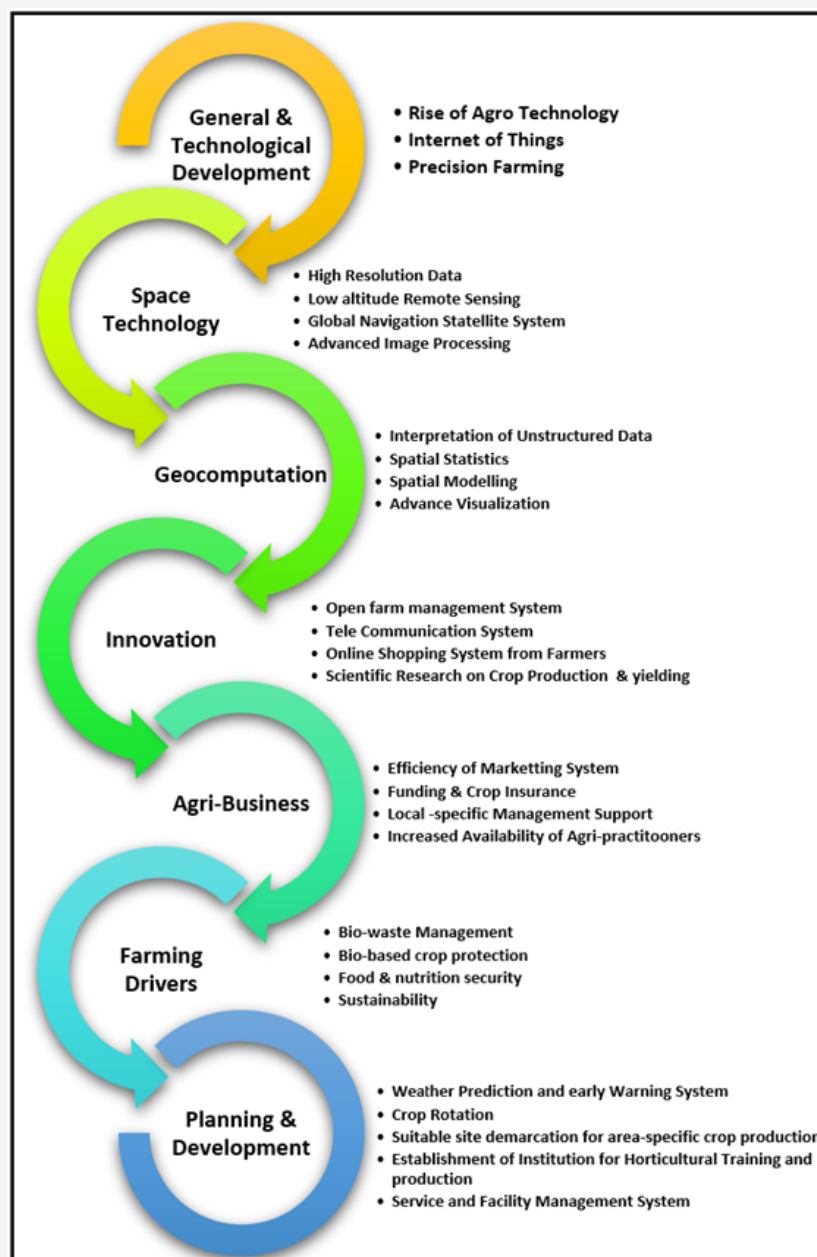 General &
Technological
Development
• Rise of Agro Technology
• Internet of Things
• Precision Farming
Space
Technology
• High Resolution Data
• Low altitude Remote Sensing
• Global Navigation Statellite System
• Advanced Image Processing
Geocomputation
• Interpretation of Unstructured Data
• Spatial Statistics
• Spatial Modelling
• Advance Visualization
Innovation
• Open farm management System
• Tele Communication System
• Online Shopping System from Farmers
• Scientific Research on Crop Production & yielding
Agri-Business
• Efficiency of Marketting System
• Funding & Crop Insurance
• Local -specific Management Support
• Increased Availability of Agri-practitooners
Farming
Drivers
• Bio-waste Management
• Bio-based crop protection
• Food & nutrition security
• Sustainability
Planning &
Development
• Weather Prediction and early Warning System
• Crop Rotation
• Suitable site demarcation for area-specific crop production
• Establishment of Institution for Horticultural Training and
production
• Service and Facility Management System